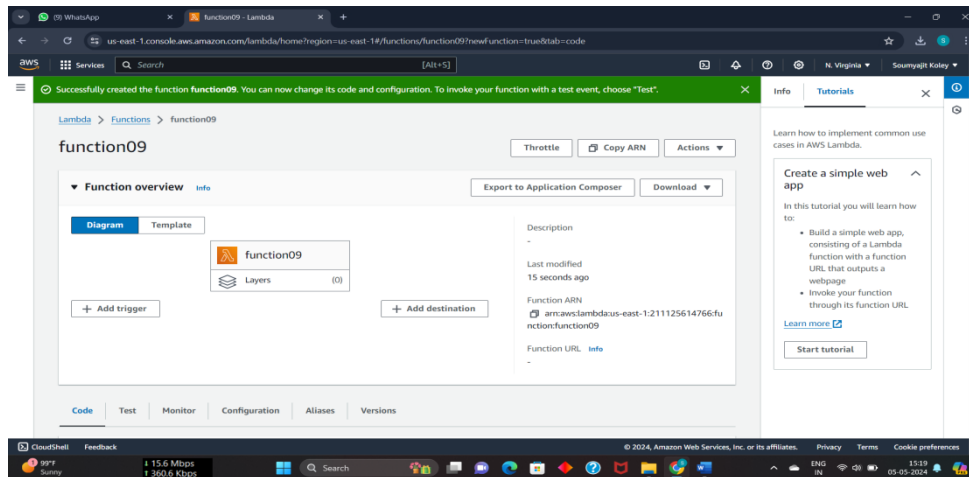 (9) WhatsApp
function09 - Lambda
us-east-1.console.aws.amazon.com/lambda/home?region=us-east-1#/functions/function09?newFunction=true&tab=code
S
aws
Services
Search
[Alt+S]
N. Virginia
Soumyajit Koley
Successfully created the function function09. You can now change its code and configuration. To invoke your function with a test event, choose "Test".
Lambda > Functions > function09
function09
Throttle
Copy ARN
Actions
Function overview Info
Export to Application Composer
Download
Diagram
Template
function09
Layers (0)
+ Add trigger
+ Add destination
Description
-
Last modified
15 seconds ago
Function ARN
arn:aws:lambda:us-east-1:211125614766:fu
nction:function09
Function URL Info
-
Code
Test
Monitor
Configuration
Aliases
Versions
Info
Tutorials
Learn how to implement common use
cases in AWS Lambda.
Create a simple web
app
In this tutorial you will learn how
to:
• Build a simple web app,
consisting of a Lambda
function with a function
URL that outputs a
webpage
• Invoke your function
through its function URL
Learn more
Start tutorial
CloudShell
Feedback
© 2024, Amazon Web Services, Inc. or its affiliates.
Privacy
Terms
Cookie preferences
1
99°F
Sunny
15.6 Mbps
360.6 Kbps
Search
ENG
IN
15:19
05-05-2024